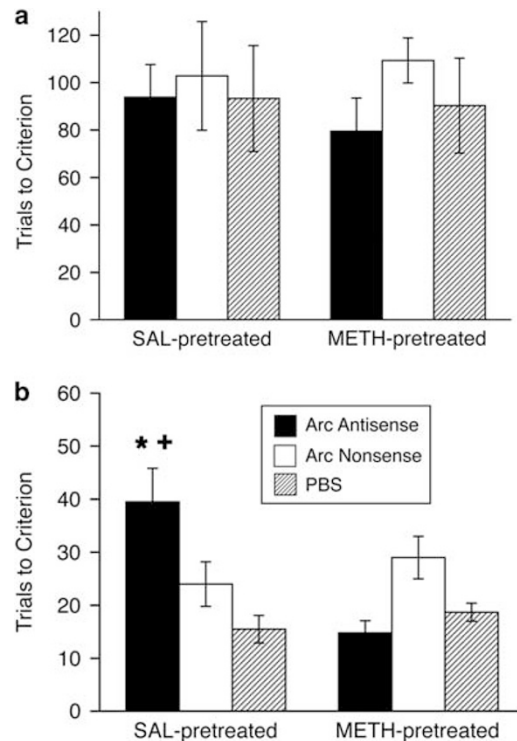 a
Trials to Criterion
120
100
80
60
40
20
0
SAL-pretreated METH-pretreated
b
Trials to Criterion
60
50
40
30
20
10
0
* +
Arc Antisense
Arc Nonsense
PBS
SAL-pretreated METH-pretreated